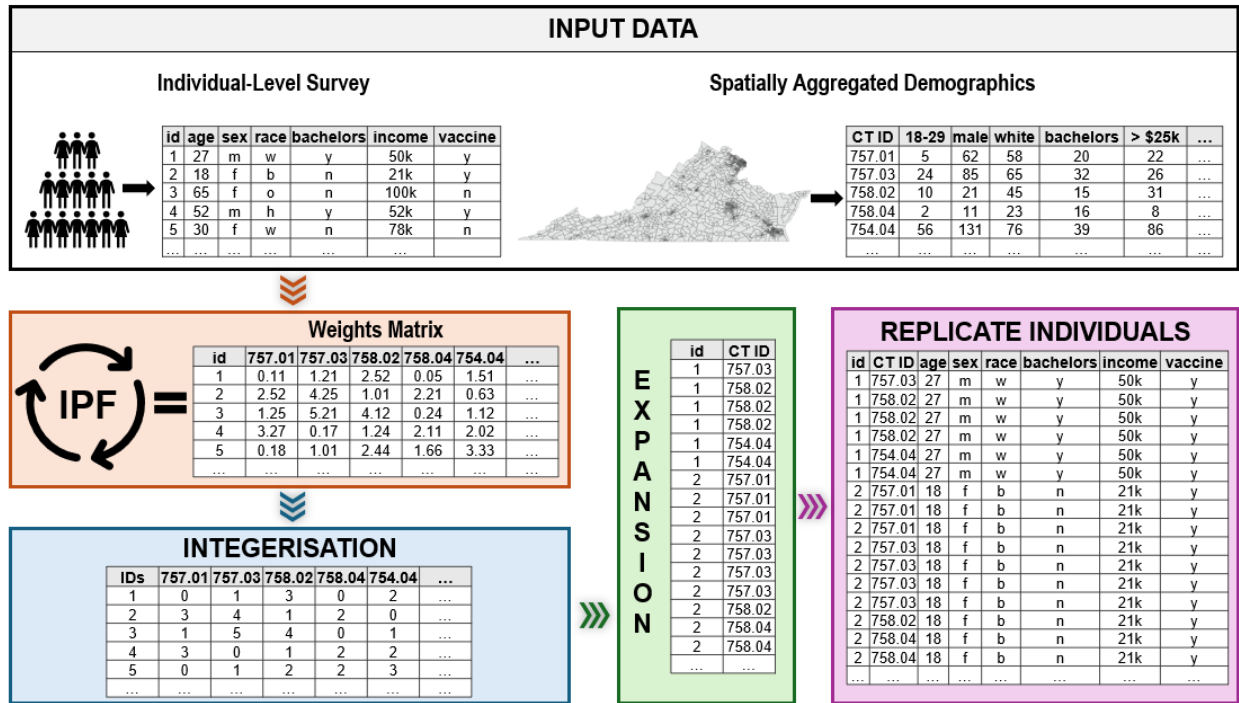 INPUT DATA
Individual-Level Survey
id age sex race bachelors income vaccine
1 27 m w y 50k y
2 18 f b n 21k y
3 65 f o n 100k n
4 52 m h y 52k y
5 30 f w n 78k n
... ... ... ... ... ...
Spatially Aggregated Demographics
CT ID 18-29 male white bachelors > $25k ...
757.01 5 62 58 20 22 ...
757.03 24 85 65 32 26 ...
758.02 10 21 45 15 31 ...
758.04 2 11 23 16 8 ...
754.04 56 131 76 39 86 ...
... ... ... ... ... ... ...
IPF =
Weights Matrix
id 757.01 757.03 758.02 758.04 754.04 ...
1 0.11 1.21 2.52 0.05 1.51 ...
2 2.52 4.25 1.01 2.21 0.63 ...
3 1.25 5.21 4.12 0.24 1.12 ...
4 3.27 0.17 1.24 2.11 2.02 ...
5 0.18 1.01 2.44 1.66 3.33 ...
... ... ... ... ... ... ...
INTEGERISATION
IDs 757.01 757.03 758.02 758.04 754.04 ...
1 0 1 3 0 2 ...
2 3 4 1 2 0 ...
3 1 5 4 0 1 ...
4 3 0 1 2 2 ...
5 0 1 2 2 3 ...
... ... ... ... ... ... ...
EXPANSION
id CT ID
1 757.03
1 758.02
1 758.02
1 758.02
1 754.04
1 754.04
2 757.01
2 757.01
2 757.01
2 757.03
2 757.03
2 757.03
2 757.03
2 758.02
2 758.04
2 758.04
... ...
REPLICATE INDIVIDUALS
id CT ID age sex race bachelors income vaccine
1 757.03 27 m w y 50k y
1 758.02 27 m w y 50k y
1 758.02 27 m w y 50k y
1 758.02 27 m w y 50k y
1 754.04 27 m w y 50k y
1 754.04 27 m w y 50k y
2 757.01 18 f b n 21k y
2 757.01 18 f b n 21k y
2 757.01 18 f b n 21k y
2 757.03 18 f b n 21k y
2 757.03 18 f b n 21k y
2 757.03 18 f b n 21k y
2 757.03 18 f b n 21k y
2 758.02 18 f b n 21k y
2 758.04 18 f b n 21k y
2 758.04 18 f b n 21k y
... ... ... ... ... ... ... ...